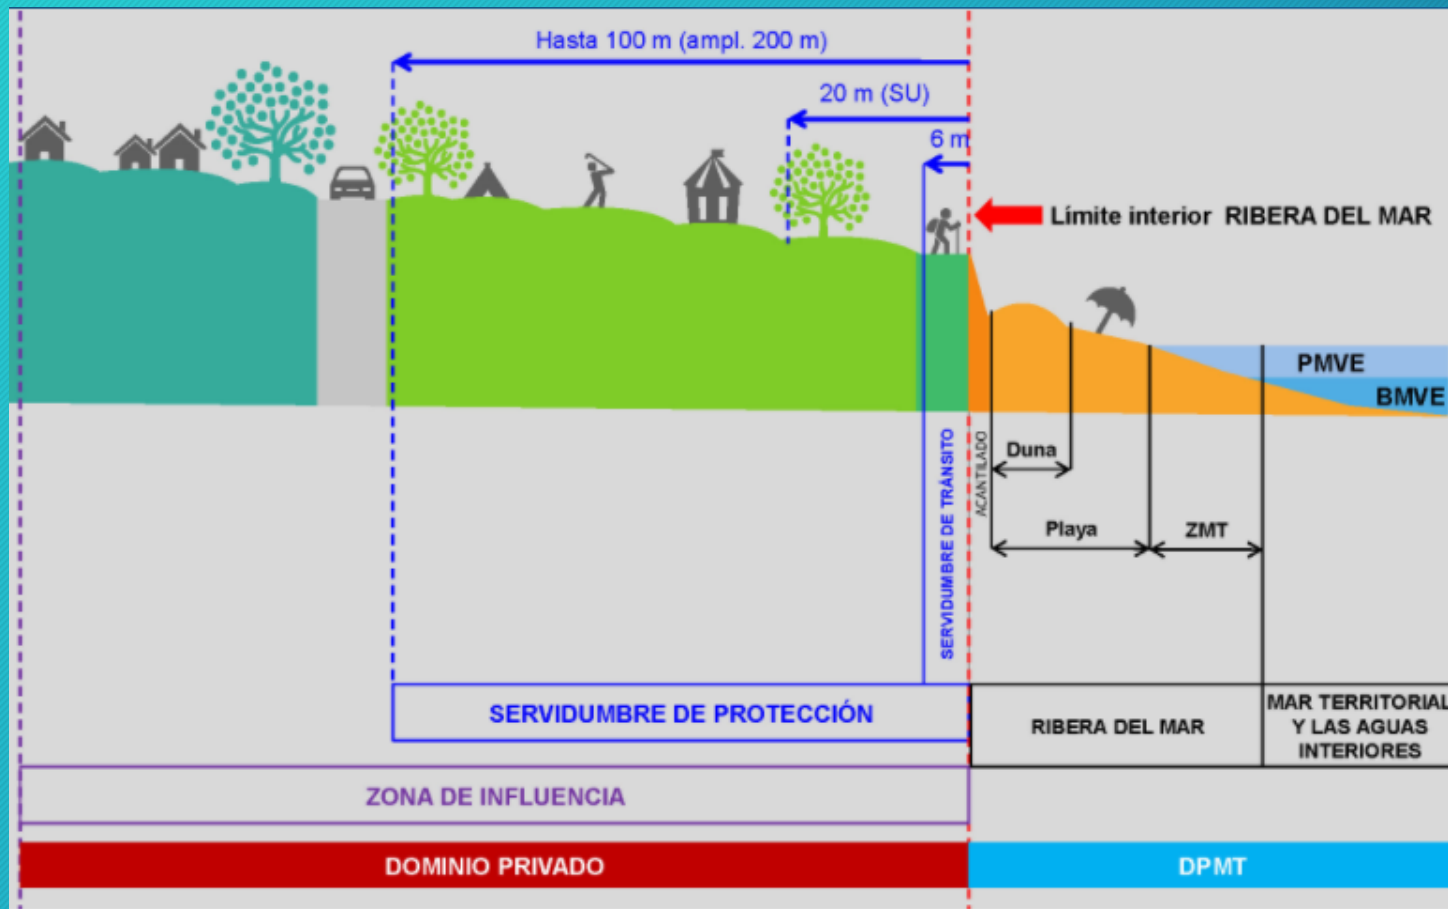 Hasta 100 m (ampl. 200 m)
20 m (SU)
6 m
Límite interior RIBERA DEL MAR
PMVE
BMVE
SERVIDUMBRE DE TRÁNSITO
ACANTILADO
Duna
Playa
ZMT
SERVIDUMBRE DE PROTECCIÓN
RIBERA DEL MAR
MAR TERRITORIAL
Y LAS AGUAS
INTERIORES
ZONA DE INFLUENCIA
DOMINIO PRIVADO
DPMT